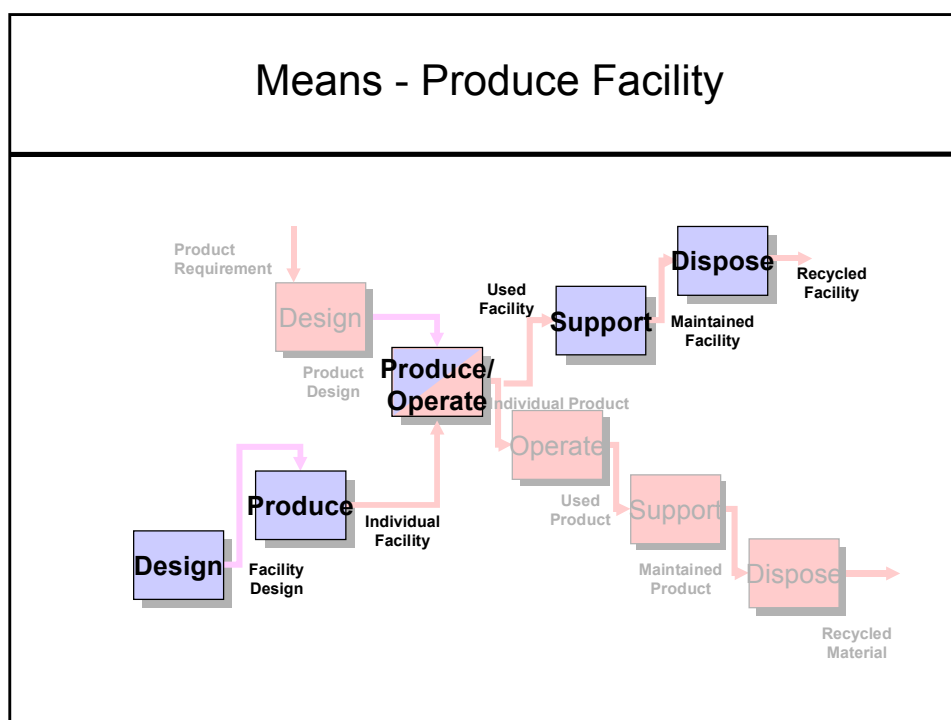 Means - Produce Facility
Product
Requirement
Design
Product
Design
Produce/
Operate
Used
Facility
Support
Maintained
Facility
Dispose
Recycled
Facility
Individual Product
Operate
Used
Product
Support
Maintained
Product
Dispose
Recycled
Material
Design
Facility
Design
Produce
Individual
Facility